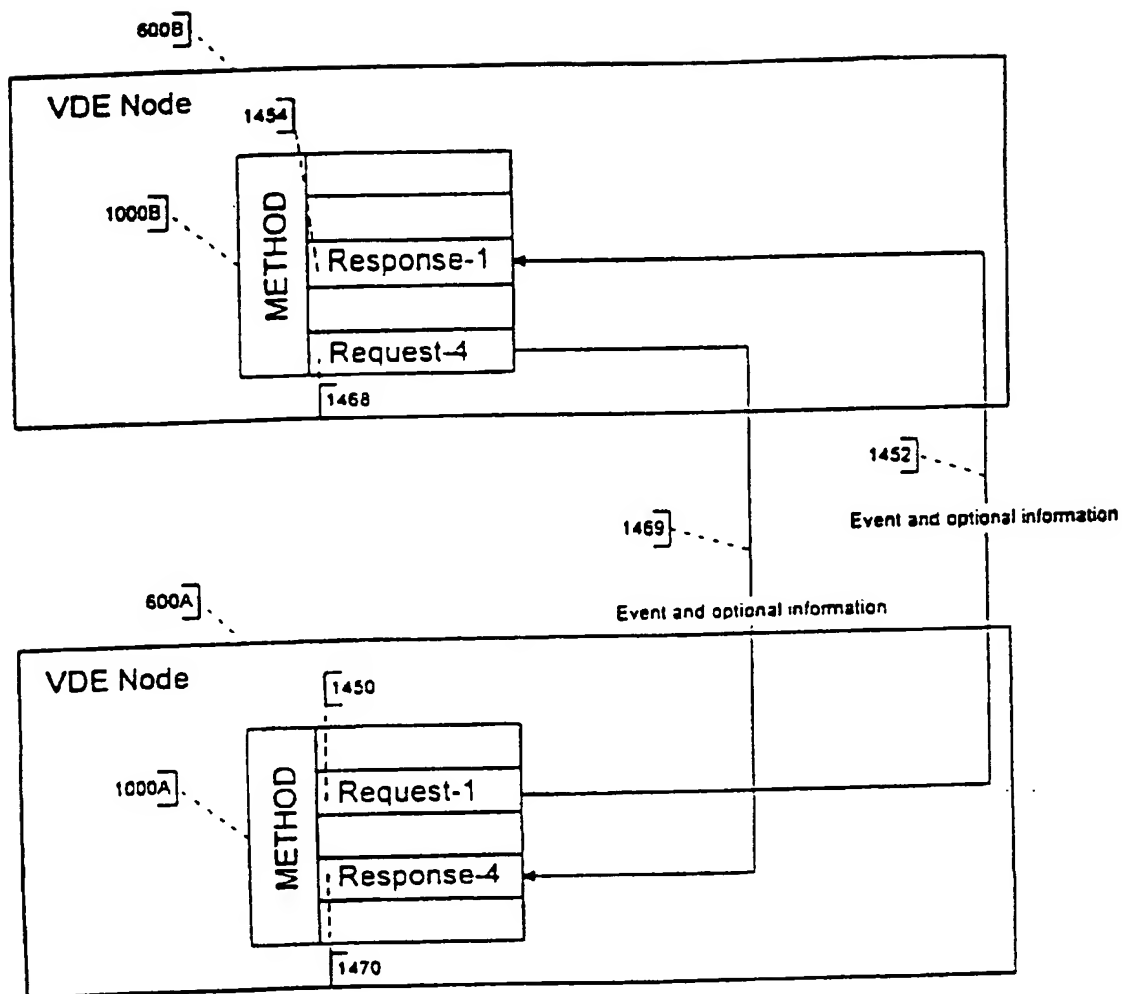 600B
VDE Node
1454
1000B
METHOD
Response-1
Request-4
1468
1452
Event and optional information
1469
600A
Event and optional information
VDE Node
1450
1000A
METHOD
Request-1
Response-4
1470